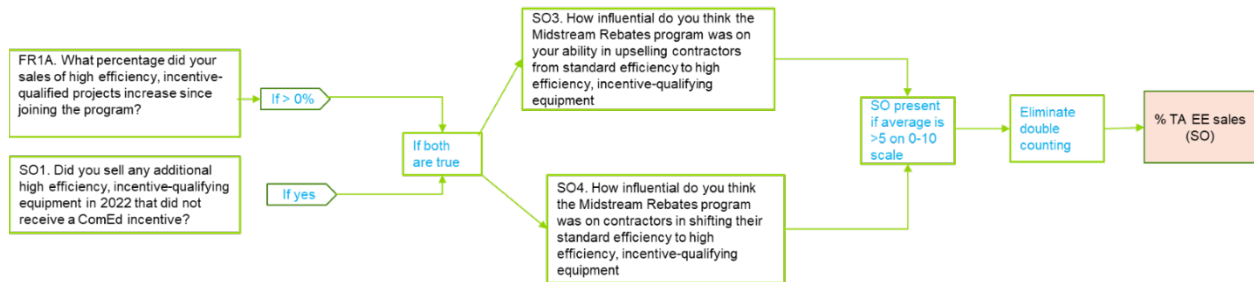 FR1A. What percentage did your
sales of high efficiency, incentive-
qualified projects increase since
joining the program?
If > 0%
SO1. Did you sell any additional
high efficiency, incentive-qualifying
equipment in 2022 that did not
receive a ComEd incentive?
If yes
If both
are true
SO3. How influential do you think the
Midstream Rebates program was on
your ability in upselling contractors
from standard efficiency to high
efficiency, incentive-qualifying
equipment
SO4. How influential do you think
the Midstream Rebates program
was on contractors in shifting their
standard efficiency to high
efficiency, incentive-qualifying
equipment
SO present
if average is
>5 on 0-10
scale
Eliminate
double
counting
% TA EE sales
(SO)